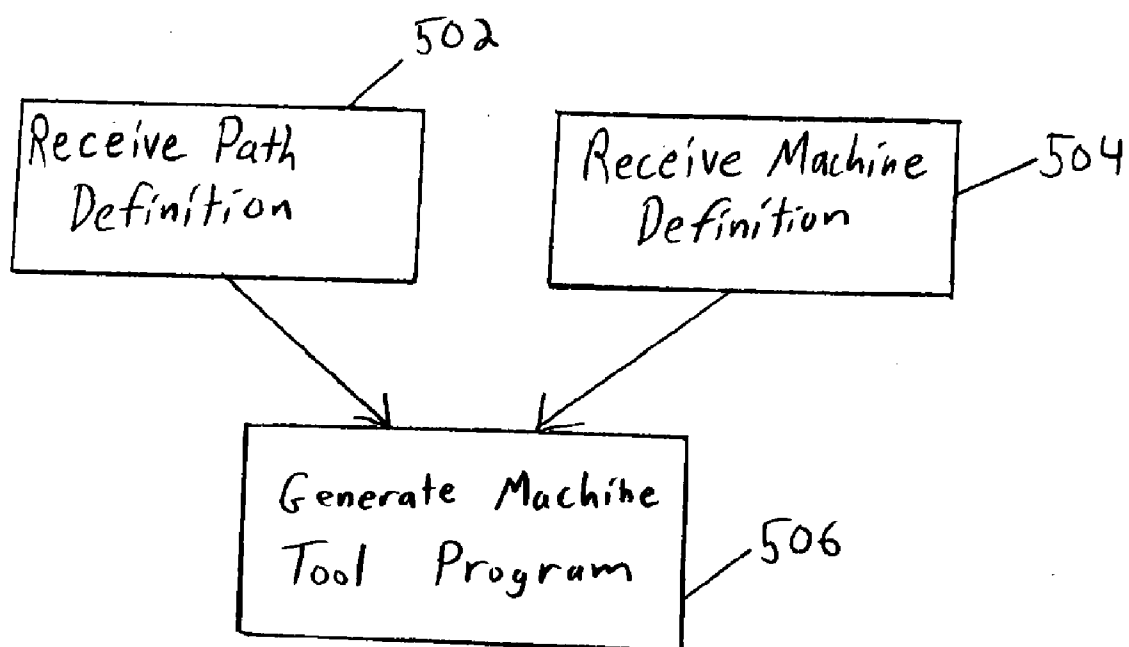 502
Receive Path
Definition
Receive Machine
Definition
504
Generate Machine
Tool Program
506